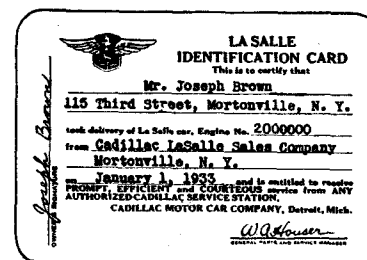 LA SALLE
IDENTIFICATION CARD
This is to certify that
Mr. Joseph Brown
115 Third Street, Mortonville, N. Y.
took delivery of La Salle car, Engine No. 2000000
from Cadillac LaSalle Sales Company
Mortonville, N. Y.
on January 1, 1933 and is entitled to receive
PROMPT, EFFICIENT and COURTEOUS service from ANY
AUTHORIZED CADILLAC SERVICE STATION.
CADILLAC MOTOR CAR COMPANY, Detroit, Mich.
W A Houser
GENERAL PARTS AND SERVICE MANAGER
Joseph Brown
OWNER'S SIGNATURE